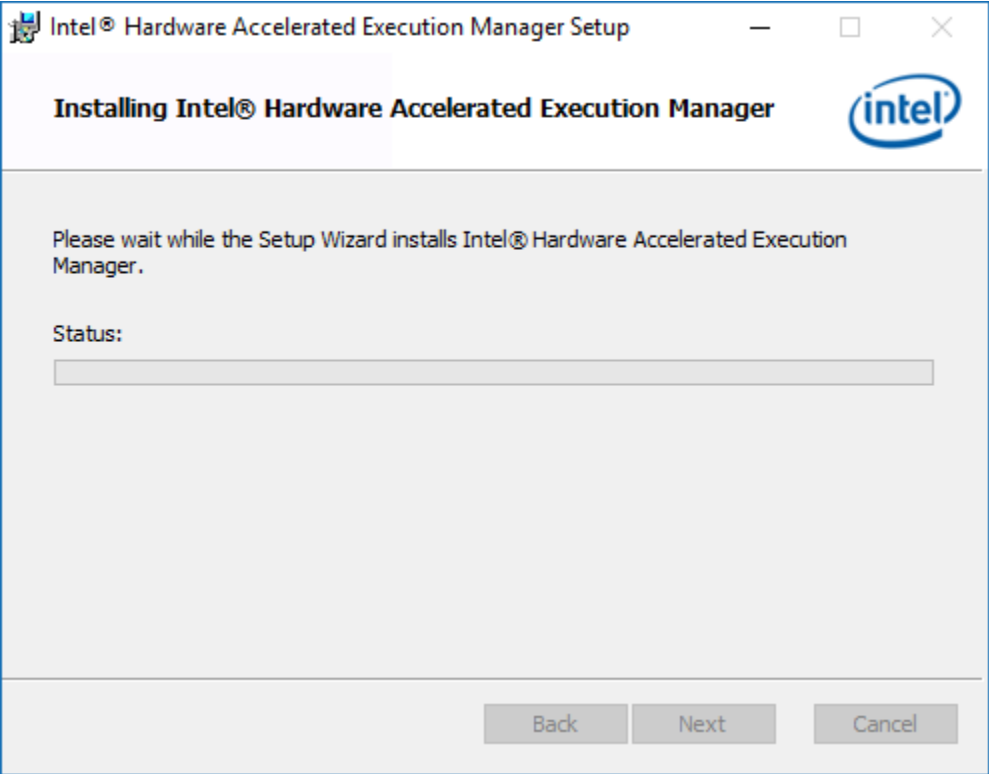 Intel® Hardware Accelerated Execution Manager Setup
Installing Intel® Hardware Accelerated Execution Manager
intel
Please wait while the Setup Wizard installs Intel® Hardware Accelerated Execution
Manager.
Status:
Back Next Cancel